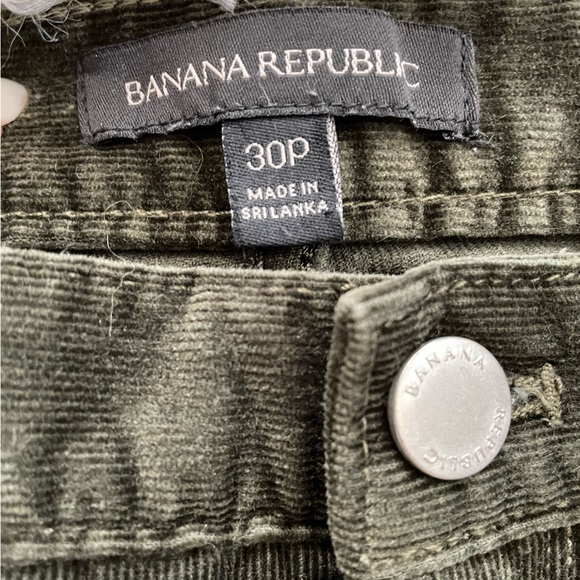 BANANA REPUBLIC
30P
MADE IN
SRI LANKA
BANANA
REPUBLIC